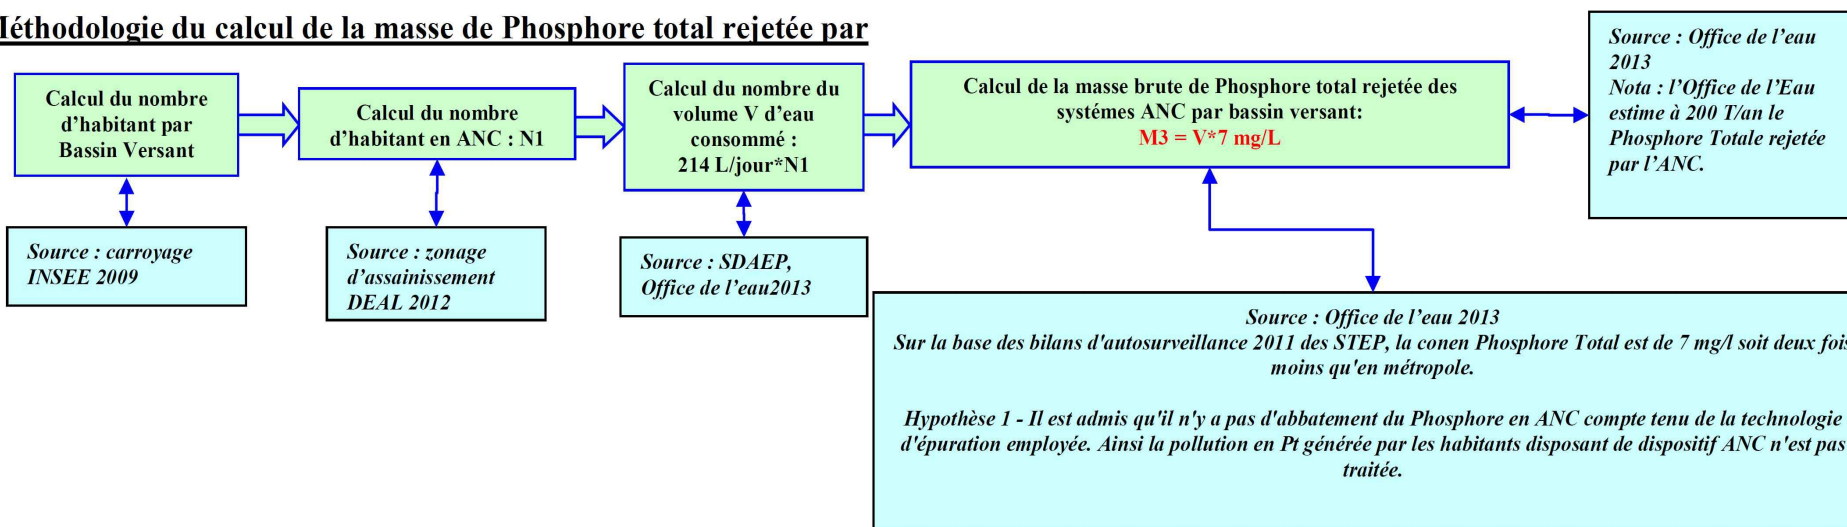 Méthodologie du calcul de la masse de Phosphore total rejetée par
Calcul du nombre
d'habitant par
Bassin Versant
Calcul du nombre
d'habitant en ANC : N1
Calcul du nombre du
volume V d'eau
consommé :
214 L/jour*N1
Calcul de la masse brute de Phosphore total rejetée des
systémes ANC par bassin versant:
M3 = V*7 mg/L
Source : Office de l'eau
2013
Nota : l'Office de l'Eau
estime à 200 T/an le
Phosphore Totale rejetée
par l'ANC.
Source : carroyage
INSEE 2009
Source : zonage
d'assainissement
DEAL 2012
Source : SDAEP,
Office de l'eau2013
Source : Office de l'eau 2013
Sur la base des bilans d'autosurveillance 2011 des STEP, la conen Phosphore Total est de 7 mg/l soit deux fois
moins qu'en métropole.
Hypothèse 1 - Il est admis qu'il n'y a pas d'abbatement du Phosphore en ANC compte tenu de la technologie
d'épuration employée. Ainsi la pollution en Pt générée par les habitants disposant de dispositif ANC n'est pas
traitée.